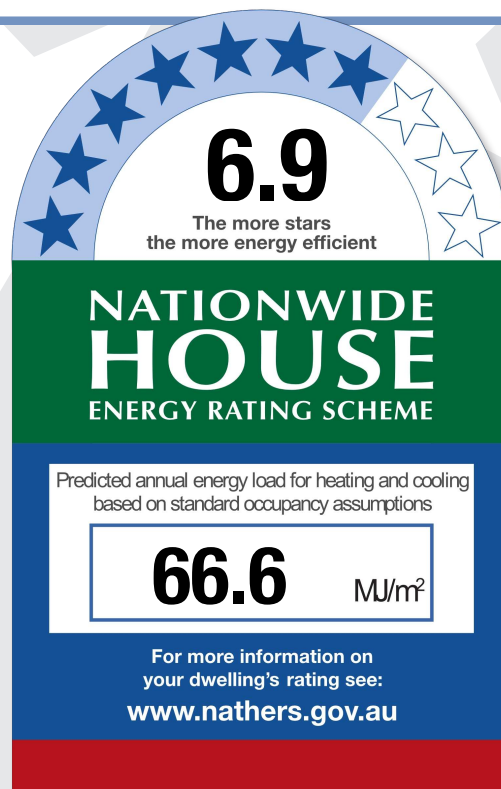 6.9
The more stars
the more energy efficient
NATIONWIDE
HOUSE
ENERGY RATING SCHEME
Predicted annual energy load for heating and cooling
based on standard occupancy assumptions
66.6 MJ/m²
For more information on
your dwelling's rating see:
www.nathers.gov.au